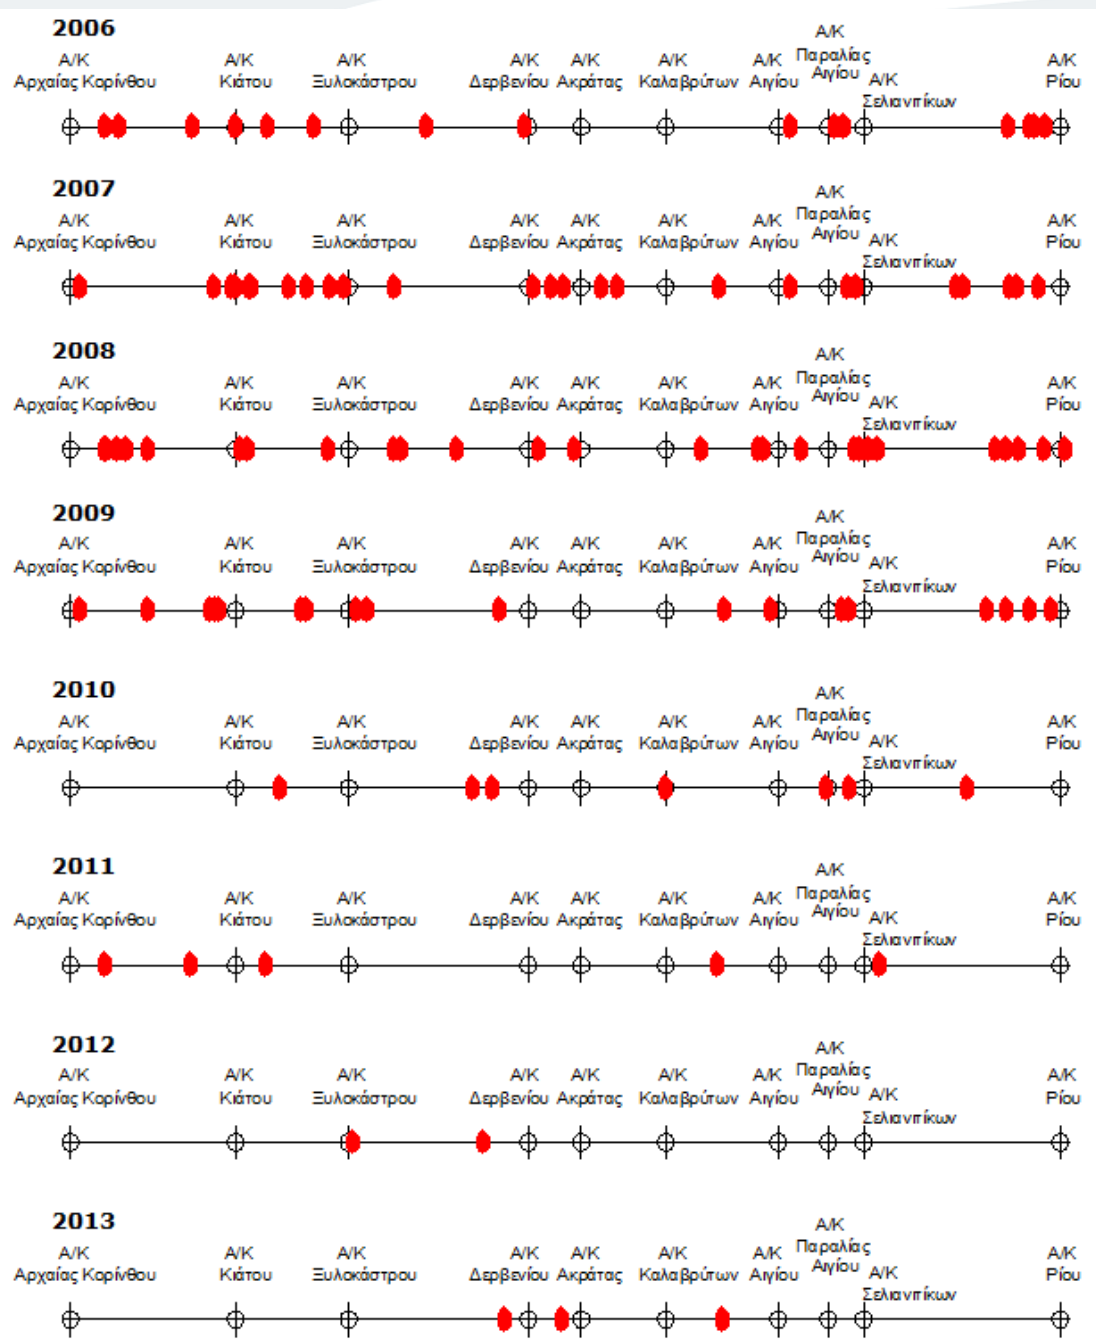 2006
Α/Κ Α/Κ Α/Κ Α/Κ Α/Κ Α/Κ Α/Κ Α/Κ Α/Κ
Αρχαίας Κορίνθου Κιάτου Ξυλοκάστρου Δερβενίου Ακράτας Καλαβρύτων Αιγίου Παραλίας Αιγίου Α/Κ Ρίου
Σελιανιτίκων
2007
Α/Κ Α/Κ Α/Κ Α/Κ Α/Κ Α/Κ Α/Κ Α/Κ Α/Κ
Αρχαίας Κορίνθου Κιάτου Ξυλοκάστρου Δερβενίου Ακράτας Καλαβρύτων Αιγίου Παραλίας Αιγίου Α/Κ Ρίου
Σελιανιτίκων
2008
Α/Κ Α/Κ Α/Κ Α/Κ Α/Κ Α/Κ Α/Κ Α/Κ Α/Κ
Αρχαίας Κορίνθου Κιάτου Ξυλοκάστρου Δερβενίου Ακράτας Καλαβρύτων Αιγίου Παραλίας Αιγίου Α/Κ Ρίου
Σελιανιτίκων
2009
Α/Κ Α/Κ Α/Κ Α/Κ Α/Κ Α/Κ Α/Κ Α/Κ Α/Κ
Αρχαίας Κορίνθου Κιάτου Ξυλοκάστρου Δερβενίου Ακράτας Καλαβρύτων Αιγίου Παραλίας Αιγίου Α/Κ Ρίου
Σελιανιτίκων
2010
Α/Κ Α/Κ Α/Κ Α/Κ Α/Κ Α/Κ Α/Κ Α/Κ Α/Κ
Αρχαίας Κορίνθου Κιάτου Ξυλοκάστρου Δερβενίου Ακράτας Καλαβρύτων Αιγίου Παραλίας Αιγίου Α/Κ Ρίου
Σελιανιτίκων
2011
Α/Κ Α/Κ Α/Κ Α/Κ Α/Κ Α/Κ Α/Κ Α/Κ Α/Κ
Αρχαίας Κορίνθου Κιάτου Ξυλοκάστρου Δερβενίου Ακράτας Καλαβρύτων Αιγίου Παραλίας Αιγίου Α/Κ Ρίου
Σελιανιτίκων
2012
Α/Κ Α/Κ Α/Κ Α/Κ Α/Κ Α/Κ Α/Κ Α/Κ Α/Κ
Αρχαίας Κορίνθου Κιάτου Ξυλοκάστρου Δερβενίου Ακράτας Καλαβρύτων Αιγίου Παραλίας Αιγίου Α/Κ Ρίου
Σελιανιτίκων
2013
Α/Κ Α/Κ Α/Κ Α/Κ Α/Κ Α/Κ Α/Κ Α/Κ Α/Κ
Αρχαίας Κορίνθου Κιάτου Ξυλοκάστρου Δερβενίου Ακράτας Καλαβρύτων Αιγίου Παραλίας Αιγίου Α/Κ Ρίου
Σελιανιτίκων